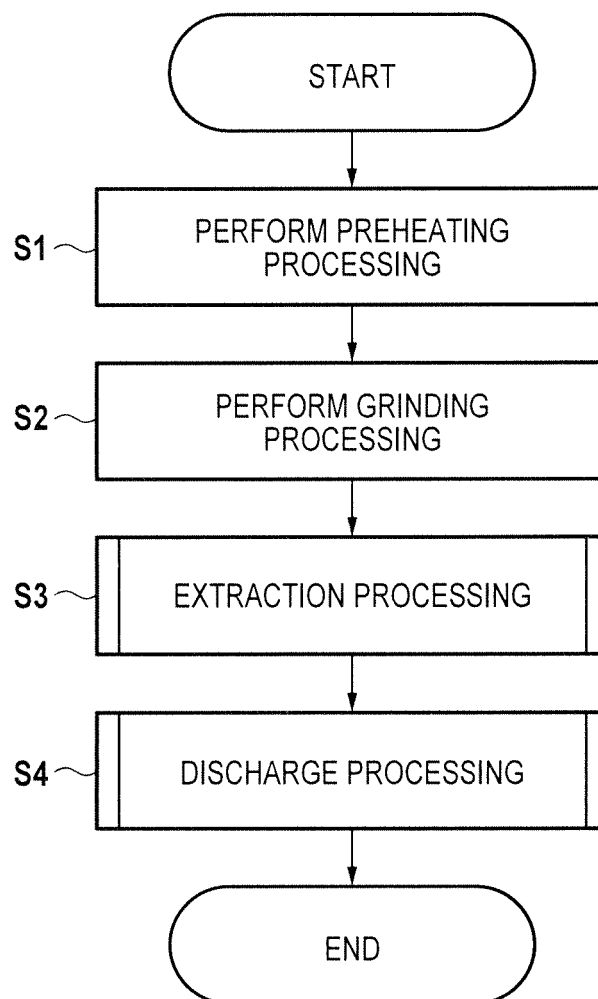 START
S1
PERFORM PREHEATING
PROCESSING
S2
PERFORM GRINDING
PROCESSING
S3
EXTRACTION PROCESSING
S4
DISCHARGE PROCESSING
END